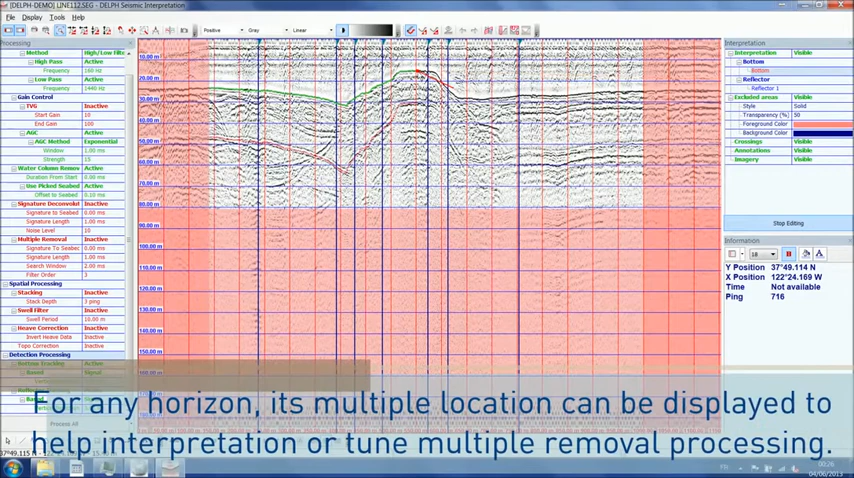 [DELPH-DEMO] LINE112.SEG - DELPH Seismic Interpretation
File Display Tools Help
Positive Gray Linear
Processing
Method High/Low Filte
High Pass Active
Frequency 160 Hz
Low Pass Active
Frequency 1440 Hz
Gain Control
TVG Inactive
Start Gain 10
End Gain 100
AGC Active
AGC Method Exponential
Window 1.00 ms
Strength 15
Water Column Remov Active
Duration From Start 0.00 ms
Use Picked Seabed Active
Offset to Seabed 0.10 ms
Signature Deconvolut Inactive
Signature to Seabed 0.00 ms
Signature Length 1.00 ms
Noise Level 10
Multiple Removal Inactive
Signature To Seabec 0.00 ms
Signature Length 1.00 ms
Search Window 2.00 ms
Filter Order 3
Spatial Processing
Stacking Inactive
Stack Depth 3 ping
Swell Filter Inactive
Swell Period 10.00 m
Heave Correction Inactive
Invert Heave Data Inactive
Topo Correction Inactive
Detection Processing
Bottom Tracking Active
Based Signal
Process All
20.00 m
30.00 m
40.00 m
50.00 m
60.00 m
70.00 m
80.00 m
90.00 m
100.00 m
110.00 m
120.00 m
130.00 m
140.00 m
150.00 m
Interpretation
Interpretation Visible
Bottom
Bottom
Reflector
Reflector 1
Excluded areas Visible
Style Solid
Transparency (%) 50
Foreground Color
Background Color
Crossings Visible
Annotations Visible
Imagery Visible
Stop Editing
Information
18
Y Position 37°49.114 N
X Position 122°24.169 W
Time Not available
Ping 716
For any horizon, its multiple location can be displayed to
help interpretation or tune multiple removal processing.
FR
00:26
04/06/2013